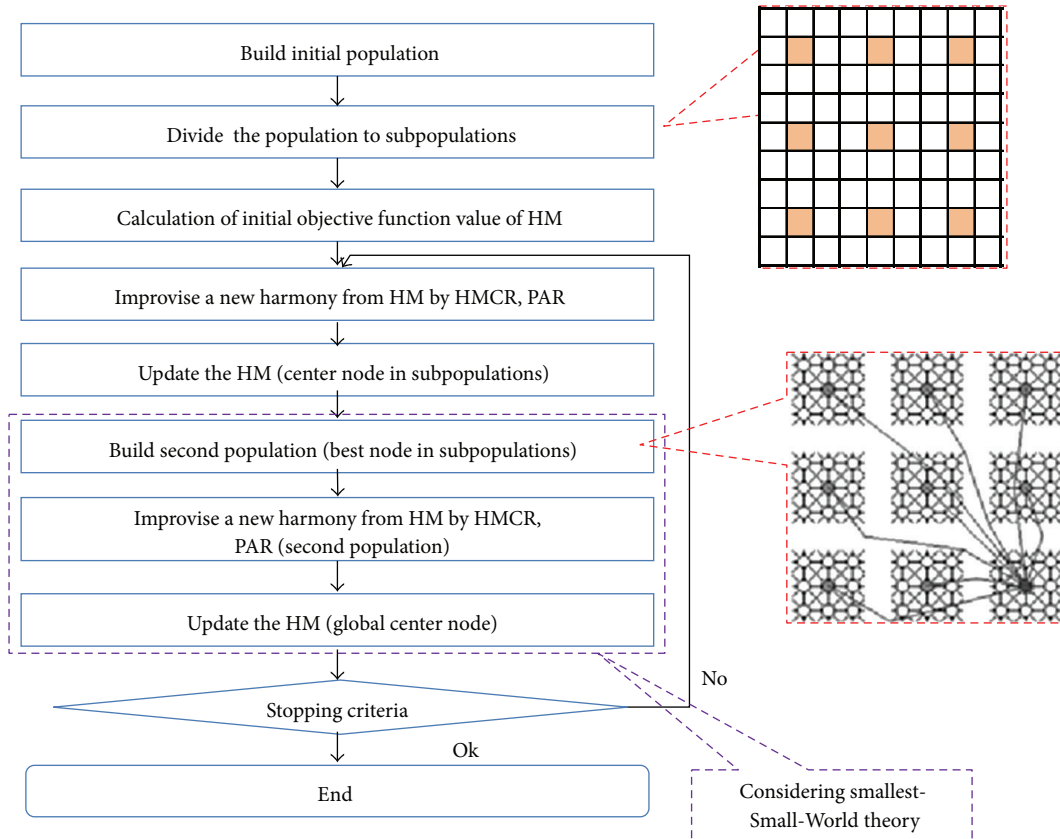 Build initial population
Divide the population to subpopulations
Calculation of initial objective function value of HM
Improvise a new harmony from HM by HMCR, PAR
Update the HM (center node in subpopulations)
Build second population (best node in subpopulations)
Improvise a new harmony from HM by HMCR,
PAR (second population)
Update the HM (global center node)
No
Stopping criteria
Ok
End
Considering smallest-
Small-World theory